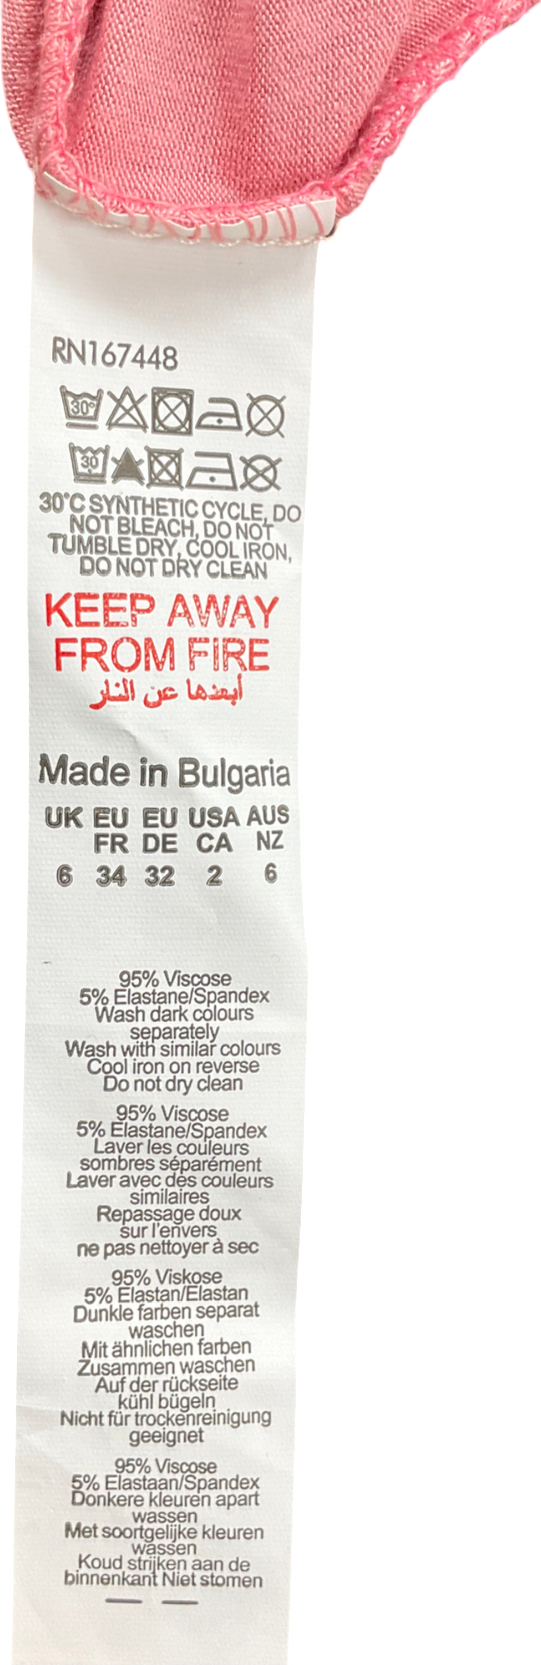 RN167448
30°
30
30°C SYNTHETIC CYCLE, DO
NOT BLEACH, DO NOT
TUMBLE DRY, COOL IRON,
DO NOT DRY CLEAN
KEEP AWAY
FROM FIRE
أبعدها عن النار
Made in Bulgaria
UK EU EU USA AUS
FR DE CA NZ
6 34 32 2 6
95% Viscose
5% Elastane/Spandex
Wash dark colours
separately
Wash with similar colours
Cool iron on reverse
Do not dry clean
95% Viscose
5% Elastane/Spandex
Laver les couleurs
sombres séparément
Laver avec des couleurs
similaires
Repassage doux
sur l'envers
ne pas nettoyer à sec
95% Viskose
5% Elastan/Elastan
Dunkle farben separat
waschen
Mit ähnlichen farben
Zusammen waschen
Auf der rückseite
kühl bügeln
Nicht für trockenreinigung
geeignet
95% Viscose
5% Elastaan/Spandex
Donkere kleuren apart
wassen
Met soortgelijke kleuren
wassen
Koud strijken aan de
binnenkant Niet stomen